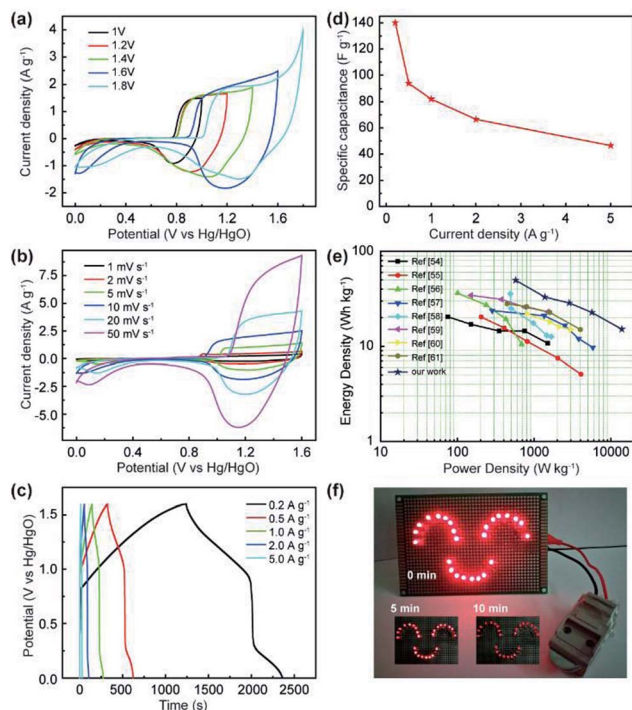 (a)
1V
1.2V
1.4V
1.6V
1.8V
Current density (A g⁻¹)
4
3
2
1
0
-1
-2
0.0 0.4 0.8 1.2 1.6
Potential (V vs Hg/HgO)
(d)
Specific capacitance (F g⁻¹)
140
120
100
80
60
40
20
0
0 1 2 3 4 5
Current density (A g⁻¹)
(b)
1 mV s⁻¹
2 mV s⁻¹
5 mV s⁻¹
10 mV s⁻¹
20 mV s⁻¹
50 mV s⁻¹
Current density (A g⁻¹)
7.5
5.0
2.5
0.0
-2.5
-5.0
0.0 0.4 0.8 1.2 1.6
Potential (V vs Hg/HgO)
(e)
Ref [54]
Ref [55]
Ref [56]
Ref [57]
Ref [58]
Ref [59]
Ref [60]
Ref [61]
our work
Energy Density (Wh kg⁻¹)
100
10
1
10 100 1000 10000
Power Density (W kg⁻¹)
(c)
0.2 A g⁻¹
0.5 A g⁻¹
1.0 A g⁻¹
2.0 A g⁻¹
5.0 A g⁻¹
Potential (V vs Hg/HgO)
1.6
1.2
0.8
0.4
0.0
0 500 1000 1500 2000 2500
Time (s)
(f)
0 min
5 min 10 min